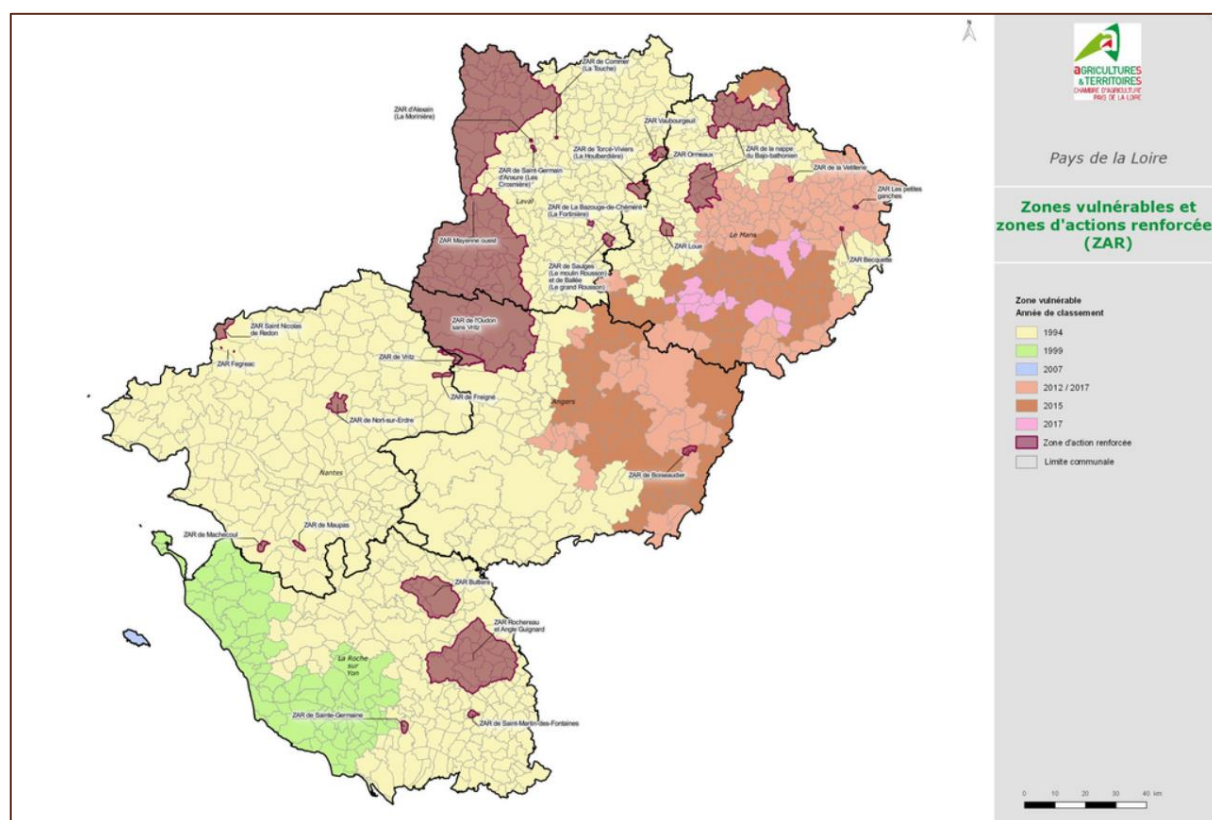 N
ZAR de Commer
(La Touche)
ZAR d'Alexain
(La Morinière)
ZAR Vaubourgeuil
ZAR de Torcé-Viviers
(La Houlberdière)
ZAR Ormeaux
ZAR de la nappe
du Bajo-bathonien
ZAR de la Vetillerie
ZAR de Saint-Germain
d'Anxure (Les
Crosnière)
ZAR Les petites
ganches
Laval
ZAR de La Bazouge-de-Chémeré
(La Fortinière)
Le Mans
ZAR Mayenne ouest
ZAR Loue
ZAR Becquette
ZAR de Saulges
(Le moulin Rousson)
et de Ballée
(Le grand Rousson)
ZAR de l'Oudon
sans Vritz
ZAR Saint Nicolas
de Redon
ZAR Fegreac
ZAR de Vritz
ZAR de Freigné
Angers
ZAR de Nort-sur-Erdre
Nantes
ZAR de Boiseaudier
ZAR de Machecoul
ZAR de Maupas
ZAR Bultière
ZAR Rochereau
et Angle Guignard
La Roche
sur
Yon
ZAR de Sainte-Germaine
ZAR de Saint-Martin-des-Fontaines
aGRICULTURES
& TERRITOIRES
CHAMBRE D'AGRICULTURE
PAYS DE LA LOIRE
Pays de la Loire
Zones vulnérables et
zones d'actions renforcée
(ZAR)
Zone vulnérable
Année de classement
1994
1999
2007
2012 / 2017
2015
2017
Zone d'action renforcée
Limite communale
0 10 20 30 40 km